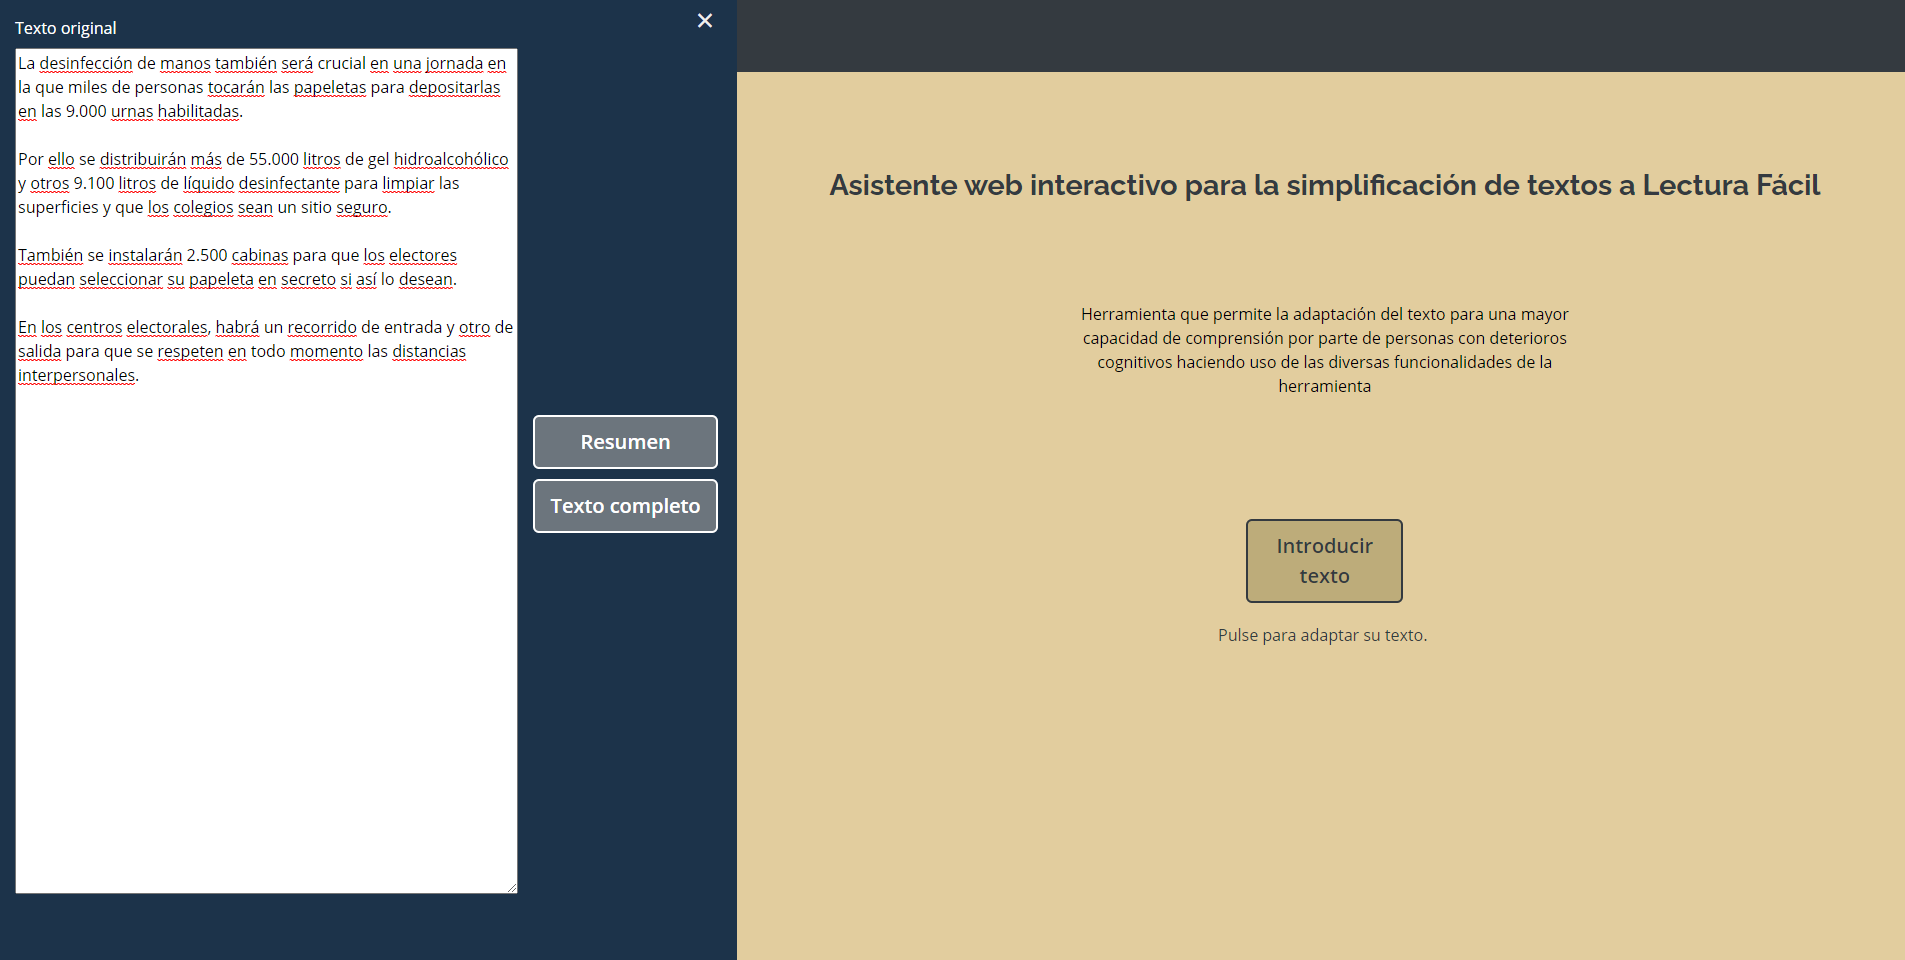 Texto original
La desinfección de manos también será crucial en una jornada en
la que miles de personas tocarán las papeletas para depositarlas
en las 9.000 urnas habilitadas.
Por ello se distribuirán más de 55.000 litros de gel hidroalcohólico
y otros 9.100 litros de líquido desinfectante para limpiar las
superficies y que los colegios sean un sitio seguro.
También se instalarán 2.500 cabinas para que los electores
puedan seleccionar su papeleta en secreto si así lo desean.
En los centros electorales, habrá un recorrido de entrada y otro de
salida para que se respeten en todo momento las distancias
interpersonales.
Resumen
Texto completo
Asistente web interactivo para la simplificación de textos a Lectura Fácil
Herramienta que permite la adaptación del texto para una mayor
capacidad de comprensión por parte de personas con deterioros
cognitivos haciendo uso de las diversas funcionalidades de la
herramienta
Introducir
texto
Pulse para adaptar su texto.